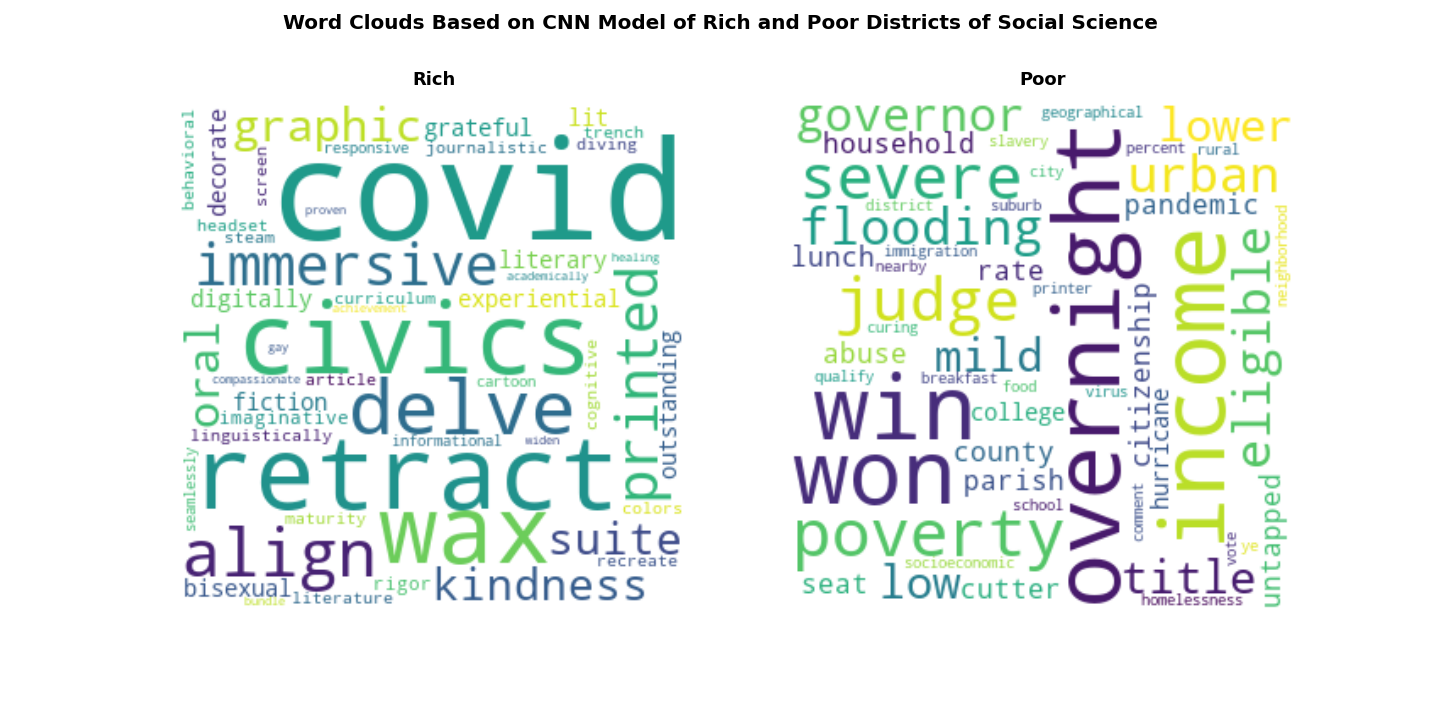 Word Clouds Based on CNN Model of Rich and Poor Districts of Social Science
Rich
behavioral
decorate
screen
graphic
grateful
lit
trench
responsive
journalistic
diving
covid
proven
headset
steam
immersive
literary
healing
academically
digitally
curriculum
experiential
achievement
civics
gay
printed
oral
compassionate
article
cartoon
cognitive
outstanding
fiction
imaginative
delve
linguistically
informational
widen
retract
seamlessly
maturity
wax
colors
align
suite
recreate
bisexual
rigor
kindness
bundle
literature
Poor
governor
geographical
lower
household
slavery
percent
rural
severe
city
urban
district
suburb
pandemic
flooding
overnight
neighborhood
lunch
immigration
nearby
rate
income
eligible
judge
printer
curing
citizenship
abuse
mild
qualify
breakfast
food
virus
win
college
hurricane
won
county
parish
school
comment
untapped
poverty
vote
ye
socioeconomic
seat
low
cutter
title
homelessness